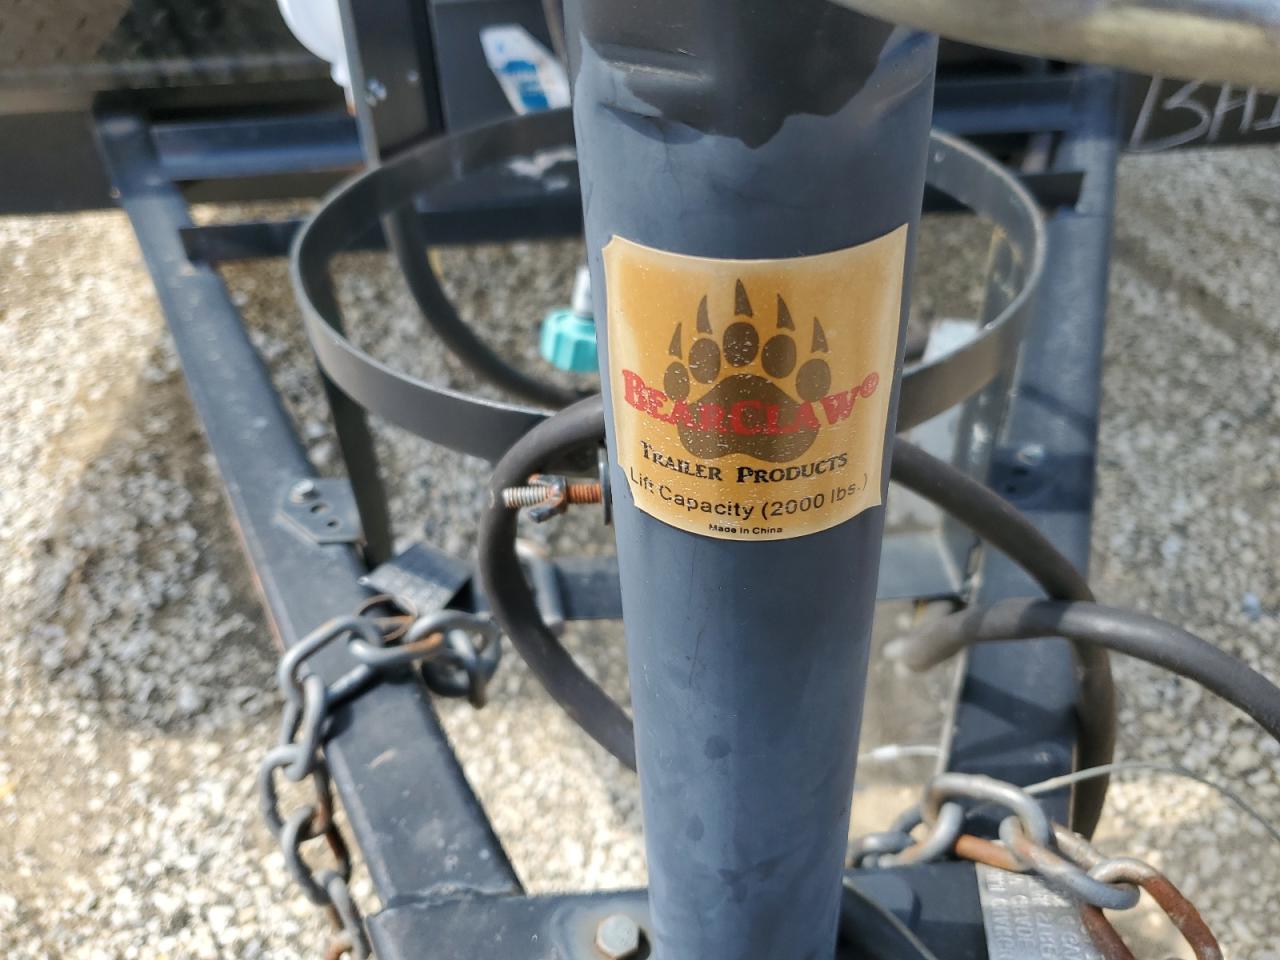 BEARCLAW®
TRAILER PRODUCTS
Lift Capacity (2000 lbs.)
Made In China